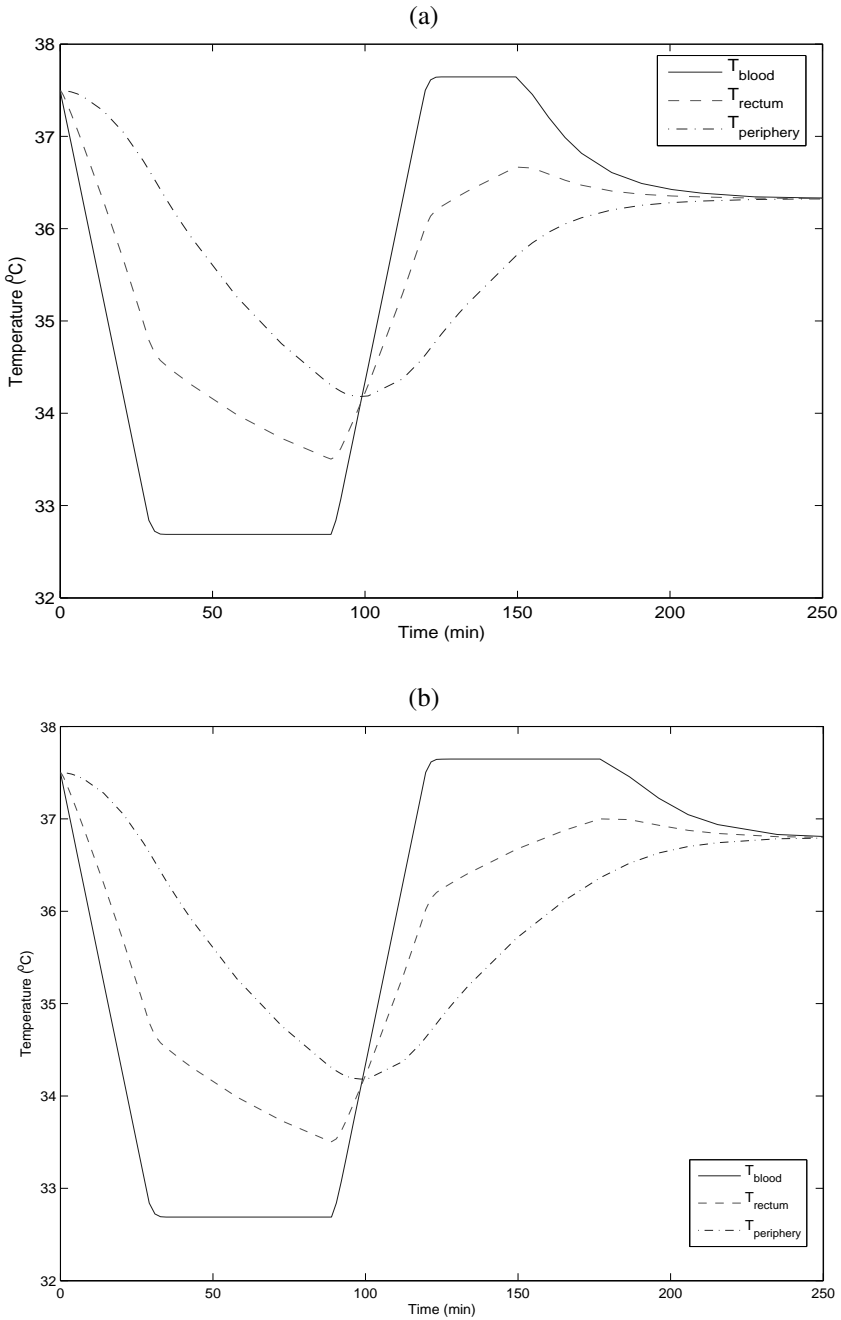 (a)
38
37
36
35
34
33
32
Temperature (⁰C)
T_blood
T_rectum
T_periphery
0 50 100 150 200 250
Time (min)
(b)
38
37
36
35
34
33
32
Temperature (⁰C)
T_blood
T_rectum
T_periphery
0 50 100 150 200 250
Time (min)